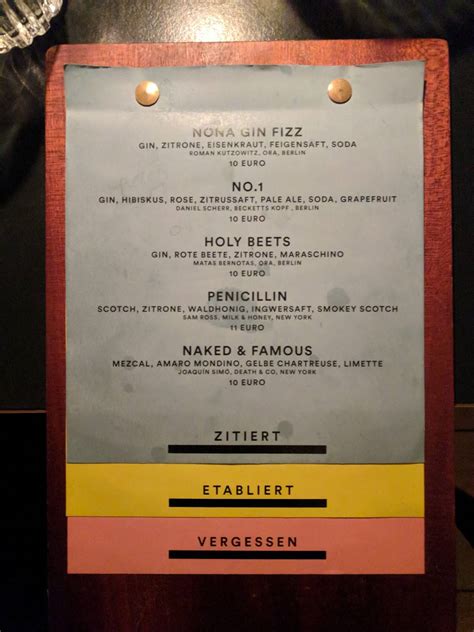 NONA GIN FIZZ
GIN, ZITRONE, EISENKRAUT, FEIGENSAFT, SODA
ROMAN KUTZOWITZ, ORA, BERLIN
10 EURO
NO.1
GIN, HIBISKUS, ROSE, ZITRUSSAFT, PALE ALE, SODA, GRAPEFRUIT
DANIEL SCHERR, BECKETTS KOPF, BERLIN
10 EURO
HOLY BEETS
GIN, ROTE BEETE, ZITRONE, MARASCHINO
MATAS BERNOTAS, ORA, BERLIN
10 EURO
PENICILLIN
SCOTCH, ZITRONE, WALDHONIG, INGWERSAFT, SMOKEY SCOTCH
SAM ROSS, MILK & HONEY, NEW YORK
11 EURO
NAKED & FAMOUS
MEZCAL, AMARO MONDINO, GELBE CHARTREUSE, LIMETTE
JOAQUÍN SIMÓ, DEATH & CO, NEW YORK
10 EURO
ZITIERT
ETABLIERT
VERGESSEN